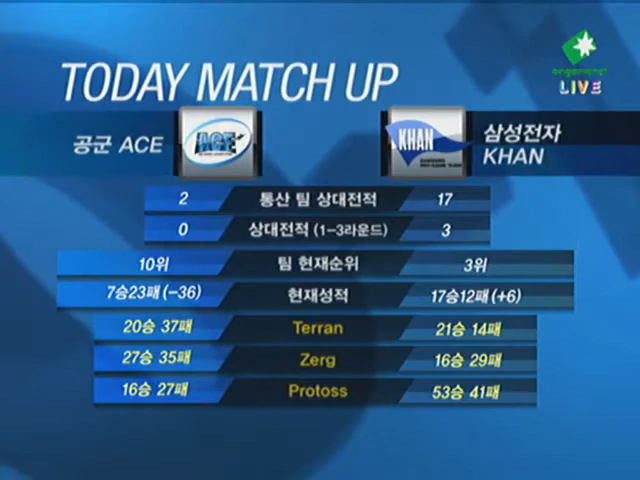 TODAY MATCH UP
ongamenet
LIVE
공군 ACE
ACE
KHAN
삼성전자
KHAN
2 통산 팀 상대전적 17
0 상대전적 (1-3라운드) 3
10위 팀 현재순위 3위
7승23패 (-36) 현재성적 17승12패 (+6)
20승 37패 Terran 21승 14패
27승 35패 Zerg 16승 29패
16승 27패 Protoss 53승 41패